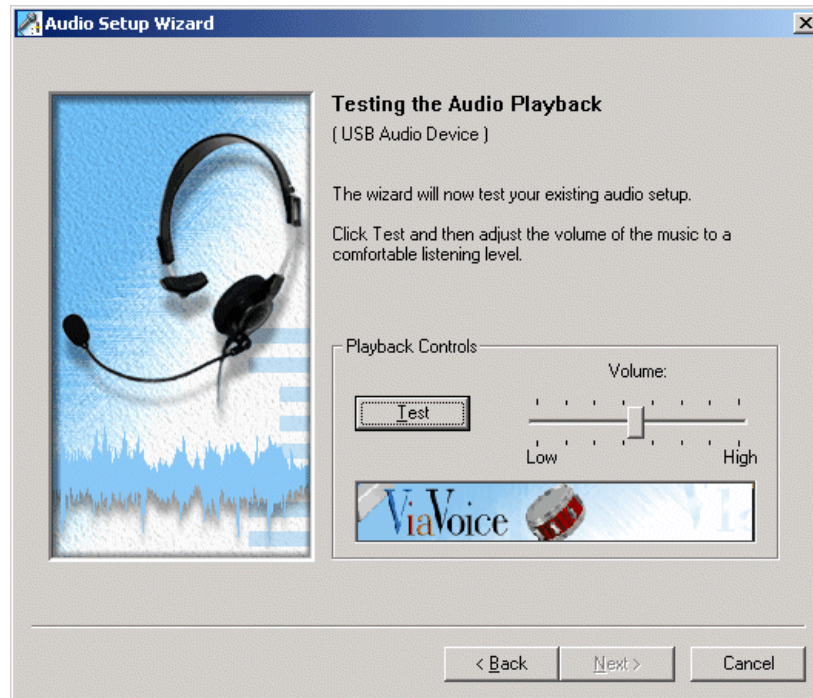 Audio Setup Wizard
Testing the Audio Playback
( USB Audio Device )
The wizard will now test your existing audio setup.
Click Test and then adjust the volume of the music to a
comfortable listening level.
Playback Controls
Volume:
Test
Low High
ViaVoice
< Back Next > Cancel